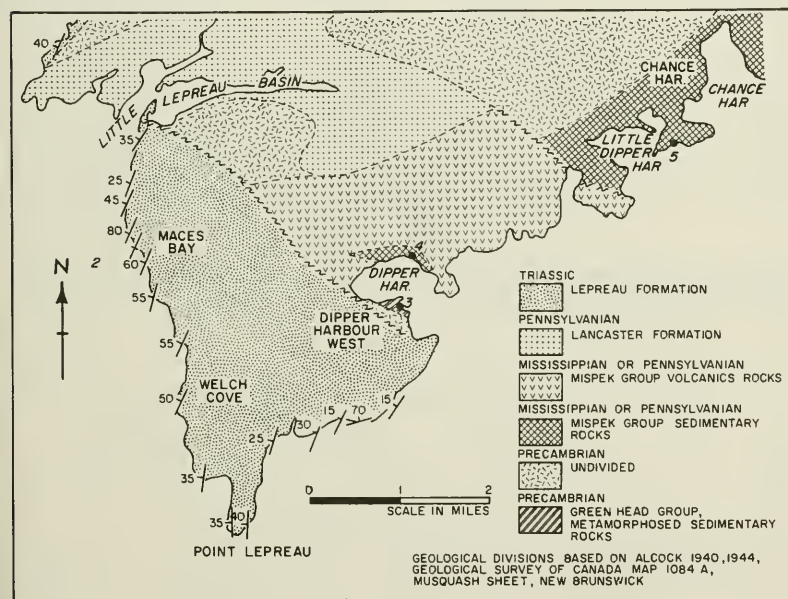 40
LITTLE LEPREAU BASIN
CHANCE HAR.
CHANCE HAR
LITTLE DIPPER HAR
5
35
25
45
80
60
55
55
50
35
35
40
25
30
15
70
15
MACES BAY
2
N
4
DIPPER HAR.
3
DIPPER HARBOUR WEST
WELCH COVE
POINT LEPREAU
0 1 2
SCALE IN MILES
TRIASSIC
LEPREAU FORMATION
PENNSYLVANIAN
LANCASTER FORMATION
MISSISSIPPIAN OR PENNSYLVANIAN
MISPEK GROUP VOLCANICS ROCKS
MISSISSIPPIAN OR PENNSYLVANIAN
MISPEK GROUP SEDIMENTARY
ROCKS
PRECAMBRIAN
UNDIVIDED
PRECAMBRIAN
GREEN HEAD GROUP,
METAMORPHOSED SEDIMENTARY
ROCKS
GEOLOGICAL DIVISIONS BASED ON ALCOCK 1940, 1944,
GEOLOGICAL SURVEY OF CANADA MAP 1084 A,
MUSQUASH SHEET, NEW BRUNSWICK